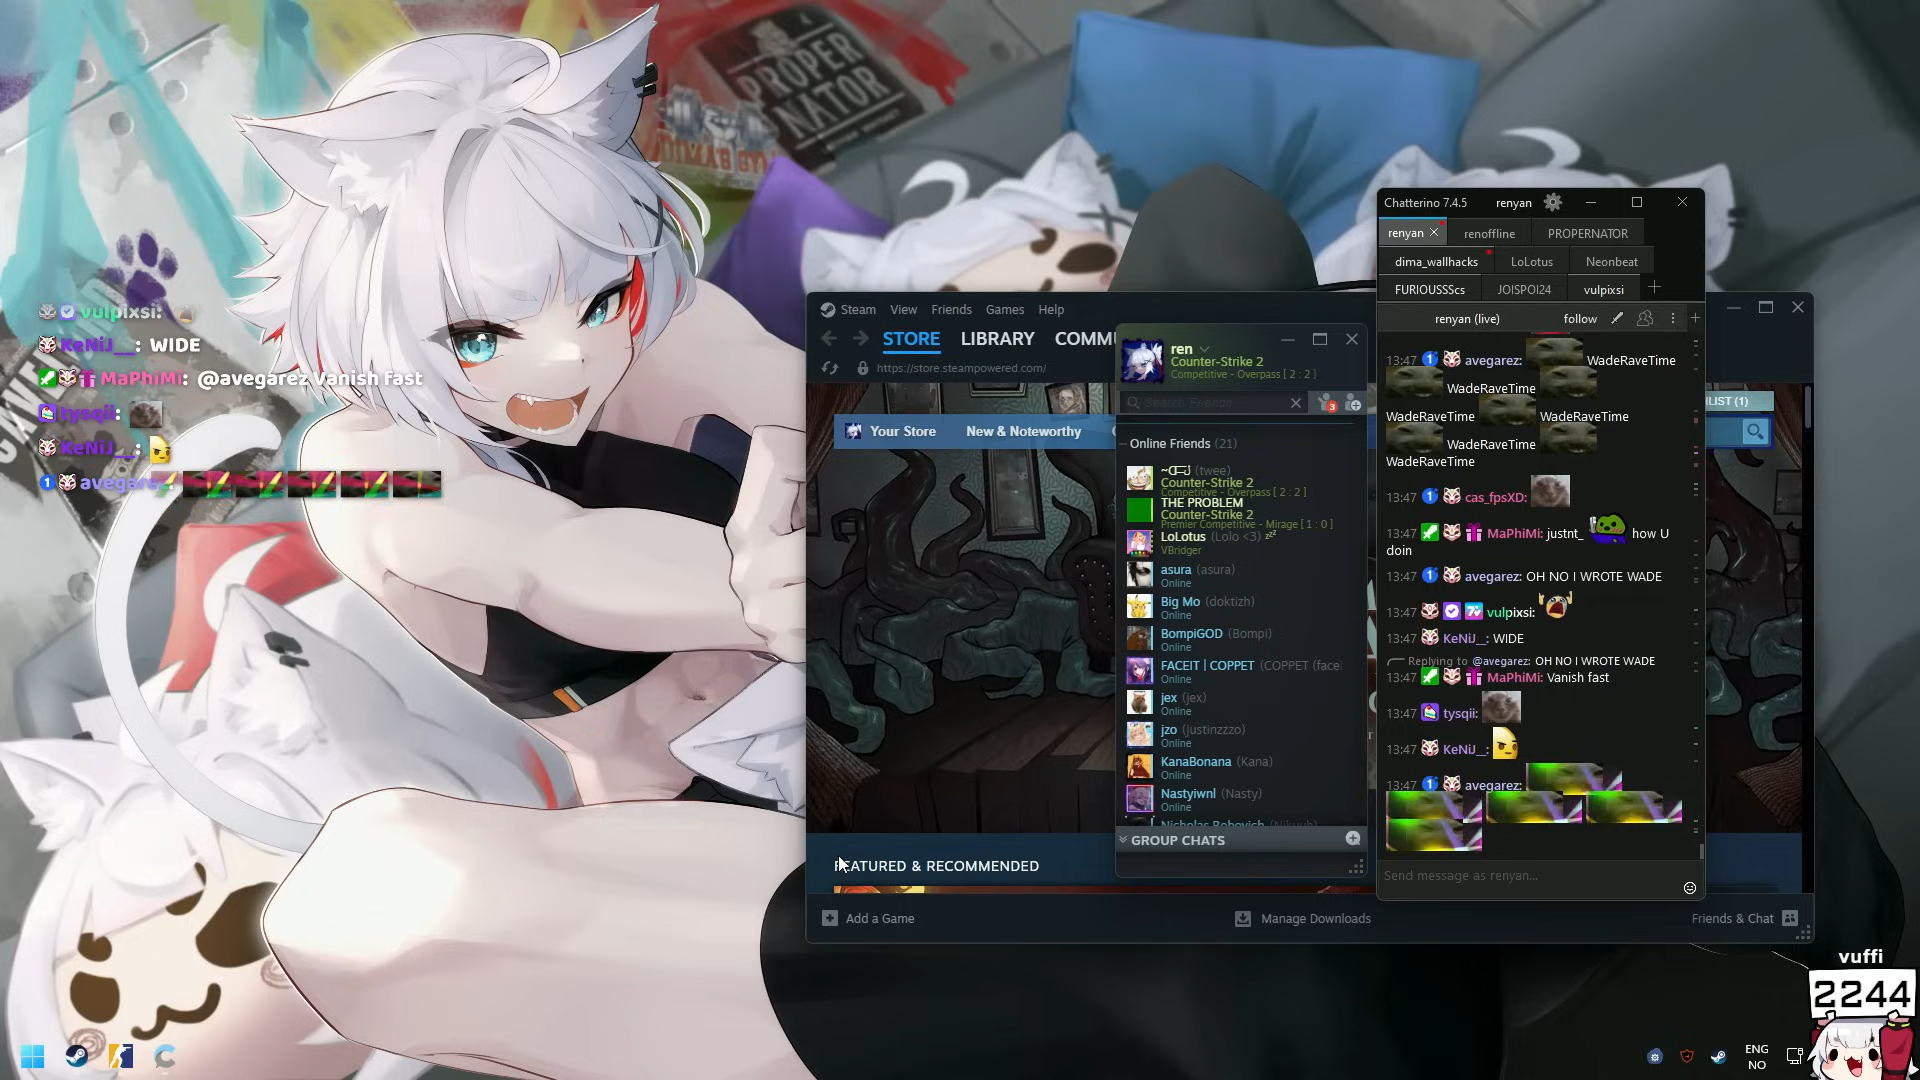 PROPER
NATOR
vulpixsi:
KeNiJ__: WIDE
MaPhiMi: @avegarez Vanish fast
tysqii:
KeNiJ__:
Steam View Friends Games Help
STORE LIBRARY COMMU
https://store.steampowered.com/
Your Store New & Noteworthy
LIST (1)
FEATURED & RECOMMENDED
Add a Game Manage Downloads Friends & Chat
ren
Counter-Strike 2
Competitive - Overpass [ 2 : 2 ]
Search Friends
3
Online Friends (21)
(twee)
Counter-Strike 2
Competitive - Overpass [ 2 : 2 ]
THE PROBLEM
Counter-Strike 2
Premier Competitive - Mirage [ 1 : 0 ]
LoLotus (Lolo <3) zzz
VBridger
asura (asura)
Online
Big Mo (doktizh)
Online
BompiGOD (Bompi)
Online
FACEIT | COPPET (COPPET (face
Online
jex (jex)
Online
jzo (justinzzzo)
Online
KanaBonana (Kana)
Online
Nastyiwnl (Nasty)
Online
GROUP CHATS
Chatterino 7.4.5 renyan
renyan renoffline PROPERNATOR
dima_wallhacks LoLotus Neonbeat
FURIOUSSScs JOISPOI24 vulpixsi
renyan (live) follow
13:47 avegarez: WadeRaveTime
WadeRaveTime
WadeRaveTime WadeRaveTime
WadeRaveTime
WadeRaveTime
13:47 cas_fpsXD:
13:47 MaPhiMi: justnt_ how U
doin
13:47 avegarez: OH NO I WROTE WADE
13:47 vulpixsi:
13:47 KeNiJ__: WIDE
Replying to @avegarez: OH NO I WROTE WADE
13:47 MaPhiMi: Vanish fast
13:47 tysqii:
13:47 KeNiJ__:
13:47 avegarez:
Send message as renyan...
vuffi
2244
ENG
NO